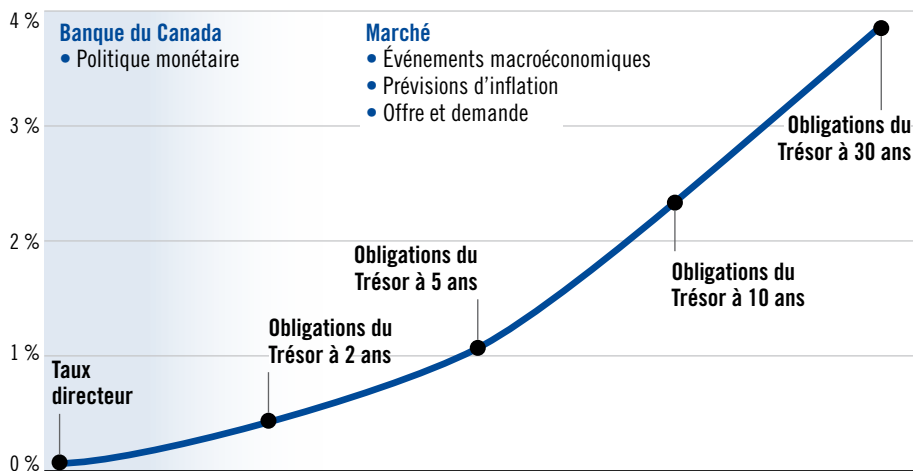 4 %
Banque du Canada
• Politique monétaire
Marché
• Événements macroéconomiques
• Prévisions d'inflation
• Offre et demande
3 %
Obligations du
Trésor à 30 ans
2 %
Obligations du
Trésor à 5 ans
Obligations du
Trésor à 10 ans
Obligations du
Trésor à 2 ans
1 %
Taux
directeur
0 %